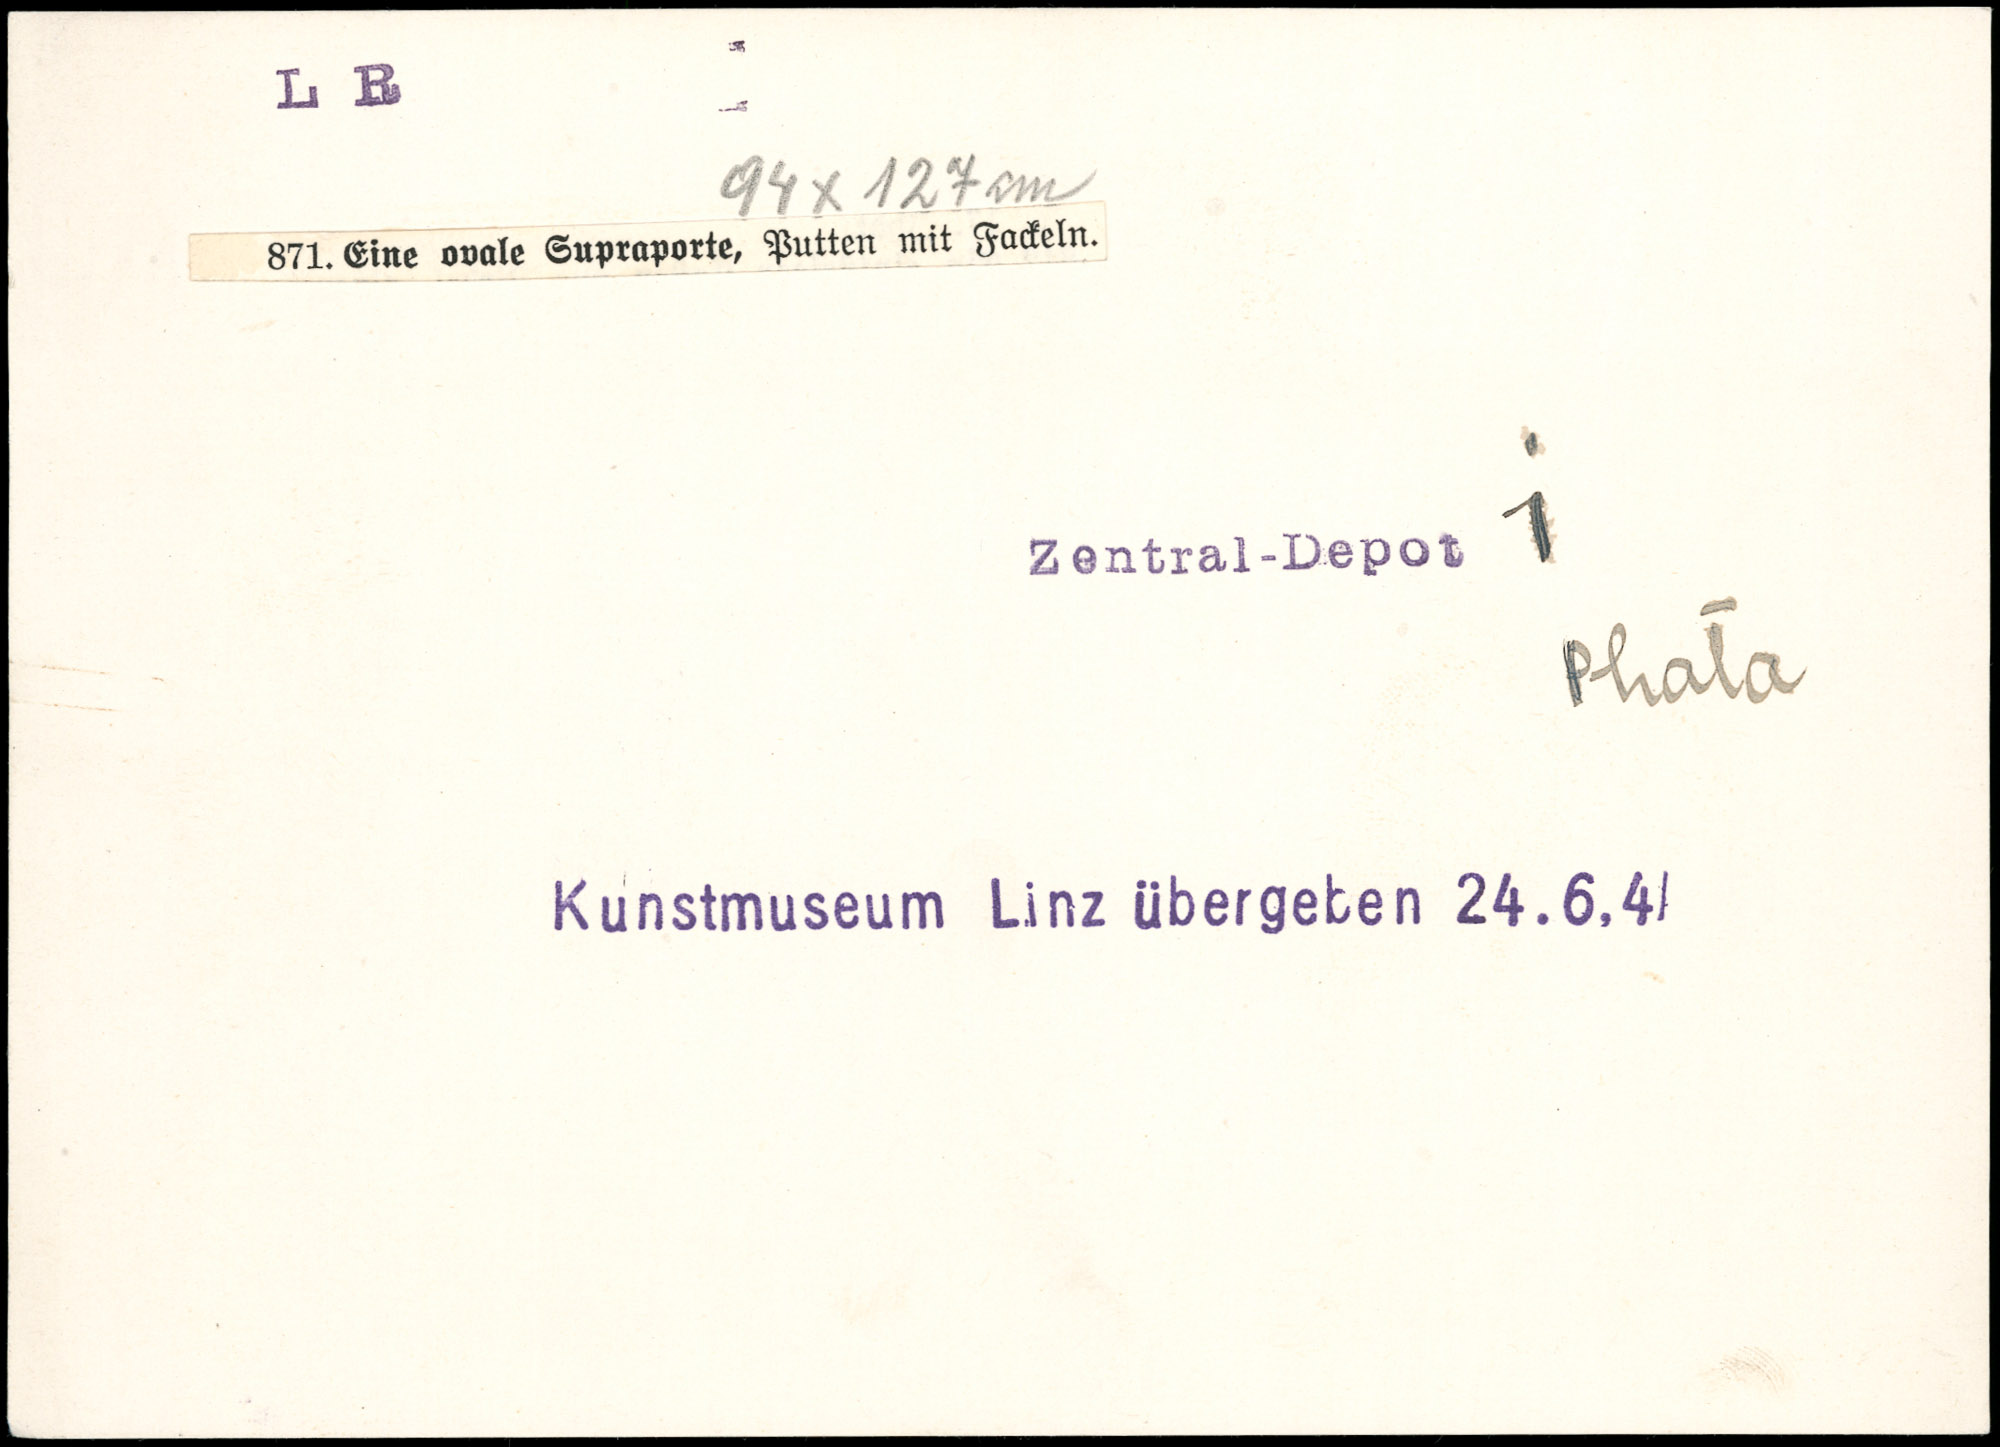 L R
94 x 127 cm
871. Eine ovale Supraporte, Putten mit Fackeln.
i
Zentral-Depot
Phata
Kunstmuseum Linz übergeben 24.6.41